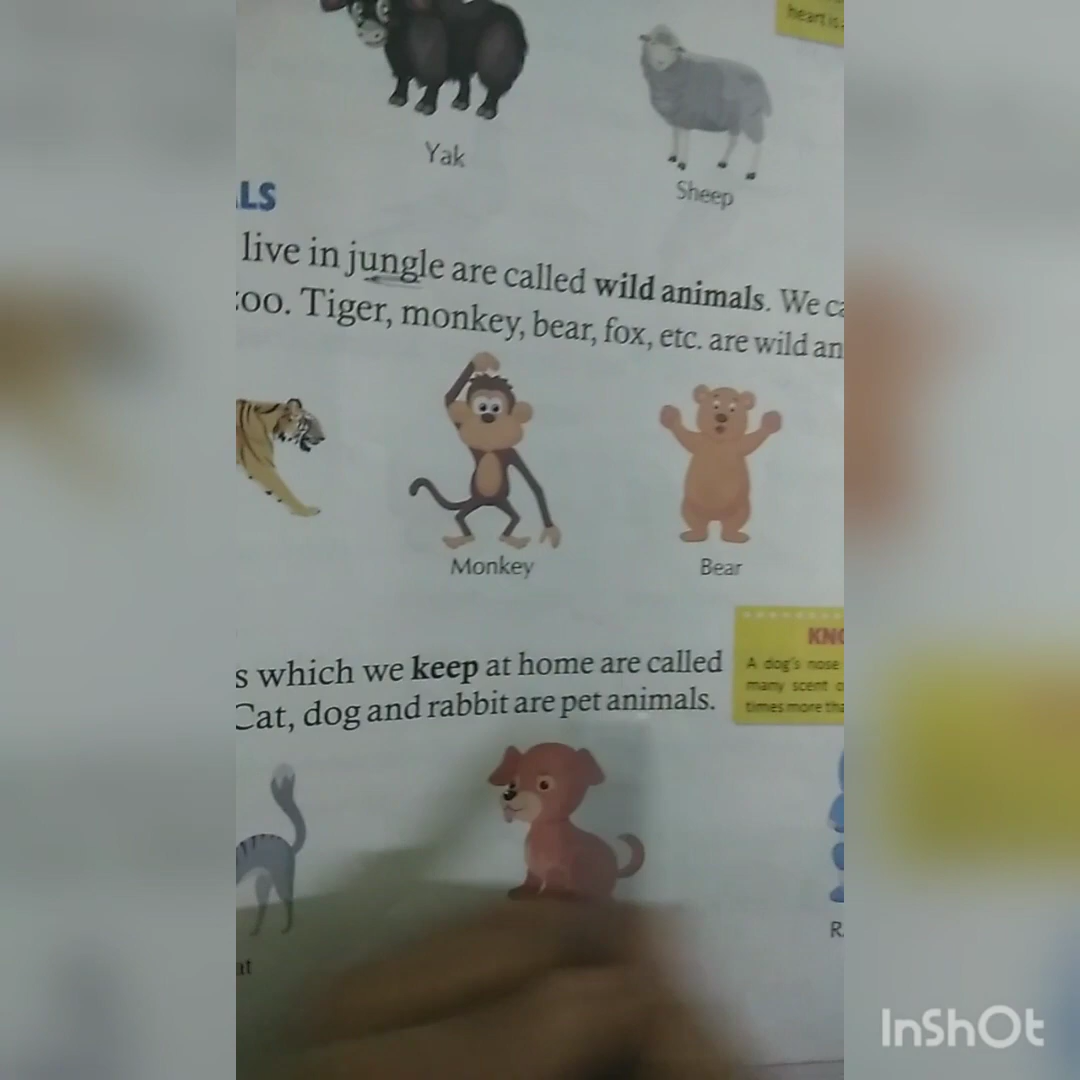 heart is
Yak
Sheep
LS
live in jungle are called wild animals. We ca
oo. Tiger, monkey, bear, fox, etc. are wild an
Monkey
Bear
KNO
s which we keep at home are called
Cat, dog and rabbit are pet animals.
A dog's nose
many scent
times more tha
R
at
InShOt